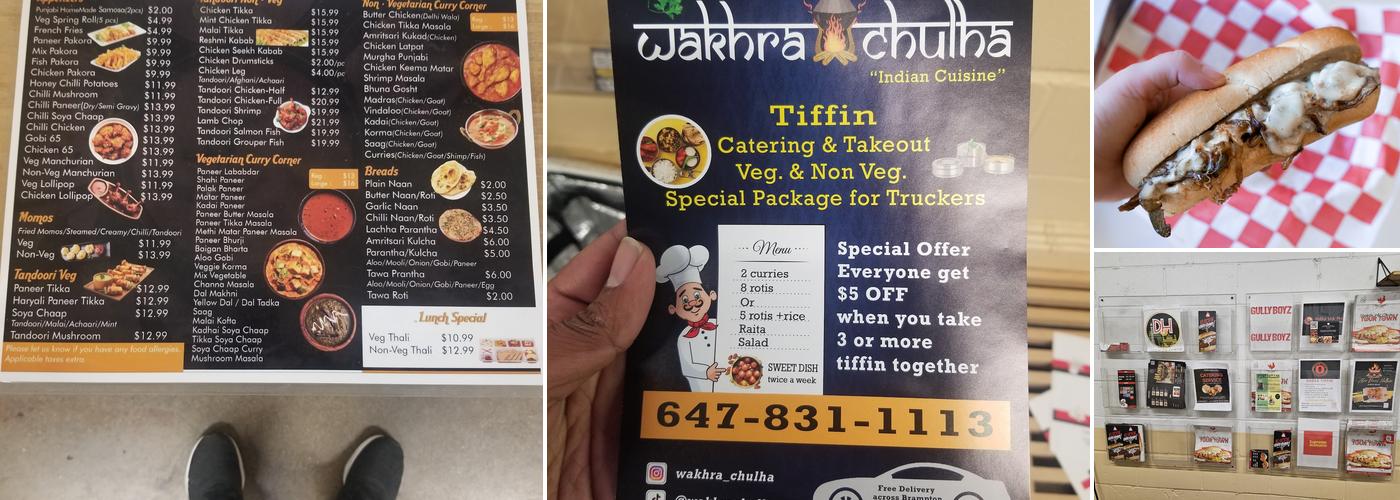 Appetizers
Punjabi HomeMade Samosa(2pcs) $2.00
Veg Spring Roll(5 pcs) $4.99
French Fries $9.99
Paneer Pakora $9.99
Mix Pakora $9.99
Fish Pakora $9.99
Chicken Pakora $9.99
Honey Chilli Potatoes $11.99
Chilli Mushroom $11.99
Chilli Paneer(Dry/Semi Gravy) $13.99
Chilli Soya Chaap $13.99
Chilli Chicken $13.99
Gobi 65 $13.99
Chicken 65 $13.99
Veg Manchurian $11.99
Non-Veg Manchurian $13.99
Veg Lollipop $11.99
Chicken Lollipop $13.99
Momos
Fried Momos/Steamed/Creamy/Chilli/Tandoori
Veg $11.99
Non-Veg $13.99
Tandoori Veg
Paneer Tikka $12.99
Haryali Paneer Tikka $12.99
Soya Chaap $12.99
Tandoori/Malai/Achaari/Mint
Tandoori Mushroom $12.99
Please let us know if you have any food allergies.
Applicable taxes extra
Tandoori Non - Veg
Chicken Tikka $15.99
Mint Chicken Tikka $15.99
Malai Tikka $15.99
Reshmi Kabab $15.99
Chicken Seekh Kabab $15.99
Chicken Drumsticks $2.00/pc
Chicken Leg $4.00/pc
Tandoori/Afghani/Achaari
Tandoori Chicken-Half $12.99
Tandoori Chicken-Full $20.99
Tandoori Shrimp $19.99
Lamb Chop $21.99
Tandoori Salmon Fish $19.99
Tandoori Grouper Fish $19.99
Vegetarian Curry Corner
Reg : $13
Large : $16
Paneer Lababdar
Shahi Paneer
Palak Paneer
Matar Paneer
Kadai Paneer
Paneer Butter Masala
Paneer Tikka Masala
Methi Matar Paneer Masala
Paneer Bhurji
Baigan Bharta
Aloo Gobi
Veggie Korma
Mix Vegetable
Channa Masala
Dal Makhni
Yellow Dal / Dal Tadka
Saag
Malai Kofta
Kadhai Soya Chaap
Tikka Soya Chaap
Soya Chaap Curry
Mushroom Masala
Non - Vegetarian Curry Corner
Reg : $13
Large : $16
Butter Chicken(Delhi Wala)
Chicken Tikka Masala
Amritsari Kukad(Chicken)
Chicken Latpat
Murgha Punjabi
Chicken Keema Matar
Shrimp Masala
Bhuna Gosht
Madras(Chicken/Goat)
Vindaloo(Chicken/Goat)
Kadai(Chicken/Goat)
Korma(Chicken/Goat)
Saag(Chicken/Goat)
Curries(Chicken/Goat/Shimp/Fish)
Breads
Plain Naan $2.00
Butter Naan/Roti $2.50
Garlic Naan $3.50
Chilli Naan/Roti $3.50
Lachha Parantha $4.50
Amritsari Kulcha $6.00
Parantha/Kulcha $5.00
Aloo/Mooli/Onion/Gobi/Paneer
Tawa Prantha $6.00
Aloo/Mooli/Onion/Gobi/Paneer/Egg
Tawa Roti $2.00
Lunch Special
Veg Thali $10.99
Non-Veg Thali $12.99
wakhra chulha
"Indian Cuisine"
Tiffin
Catering & Takeout
Veg. & Non Veg.
Special Package for Truckers
Menu
2 curries
8 rotis
Or
5 rotis +rice
Raita
Salad
SWEET DISH
twice a week
Special Offer
Everyone get
$5 OFF
when you take
3 or more
tiffin together
647-831-1113
wakhra_chulha
Free Delivery
across Brampton
DH
GULLY BOYZ
GULLY BOYZ
CATERING
SERVICE